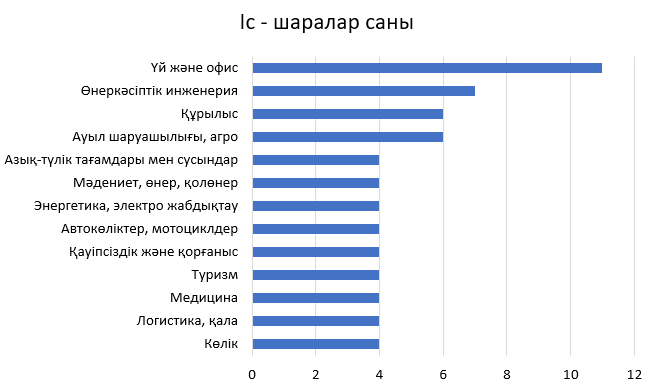 Іс - шаралар саны
Үй және офис
Өнеркәсіптік инженерия
Құрылыс
Ауыл шаруашылығы, агро
Азық-түлік тағамдары мен сусындар
Мәдениет, өнер, қолөнер
Энергетика, электро жабдықтау
Автокөліктер, мотоциклдер
Қауіпсіздік және қорғаныс
Туризм
Медицина
Логистика, қала
Көлік
0 2 4 6 8 10 12